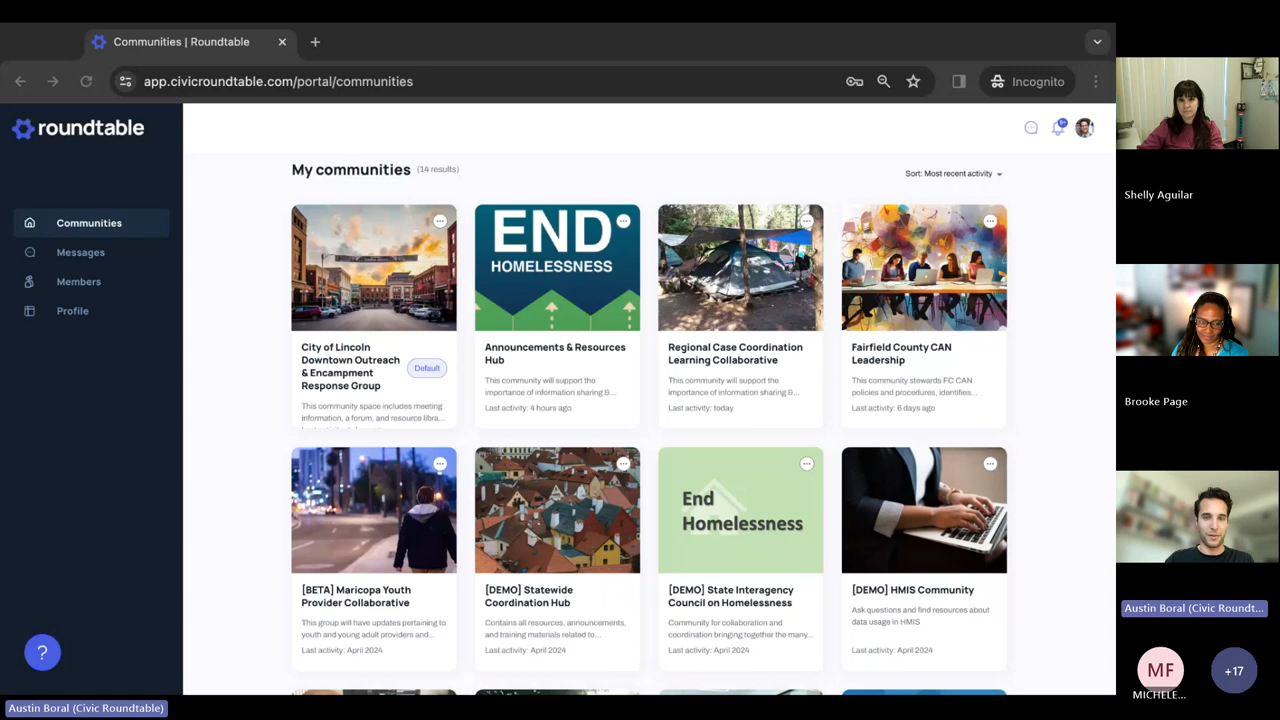 Communities | Roundtable
app.civicroundtable.com/portal/communities
Incognito
roundtable
9+
Communities
Messages
Members
Profile
My communities (14 results)
Sort: Most recent activity
END
HOMELESSNESS
City of Lincoln
Downtown Outreach
& Encampment
Response Group
Default
This community space includes meeting
information, a forum, and resource libra...
Announcements & Resources
Hub
This community will support the
importance of information sharing &...
Last activity: 4 hours ago
Regional Case Coordination
Learning Collaborative
This community will support the
importance of information sharing &...
Last activity: today
Fairfield County CAN
Leadership
This community stewards FC CAN
policies and procedures, identifies...
Last activity: 6 days ago
End
Homelessness
[BETA] Maricopa Youth
Provider Collaborative
This group will have updates pertaining to
youth and young adult providers and...
Last activity: April 2024
[DEMO] Statewide
Coordination Hub
Contains all resources, announcements,
and training materials related to...
Last activity: April 2024
[DEMO] State Interagency
Council on Homelessness
Community for collaboration and
coordination bringing together the many...
Last activity: April 2024
[DEMO] HMIS Community
Ask questions and find resources about
data usage in HMIS
Last activity: April 2024
?
Austin Boral (Civic Roundtable)
Shelly Aguilar
Brooke Page
Austin Boral (Civic Roundt...
MF
MICHELE...
+17